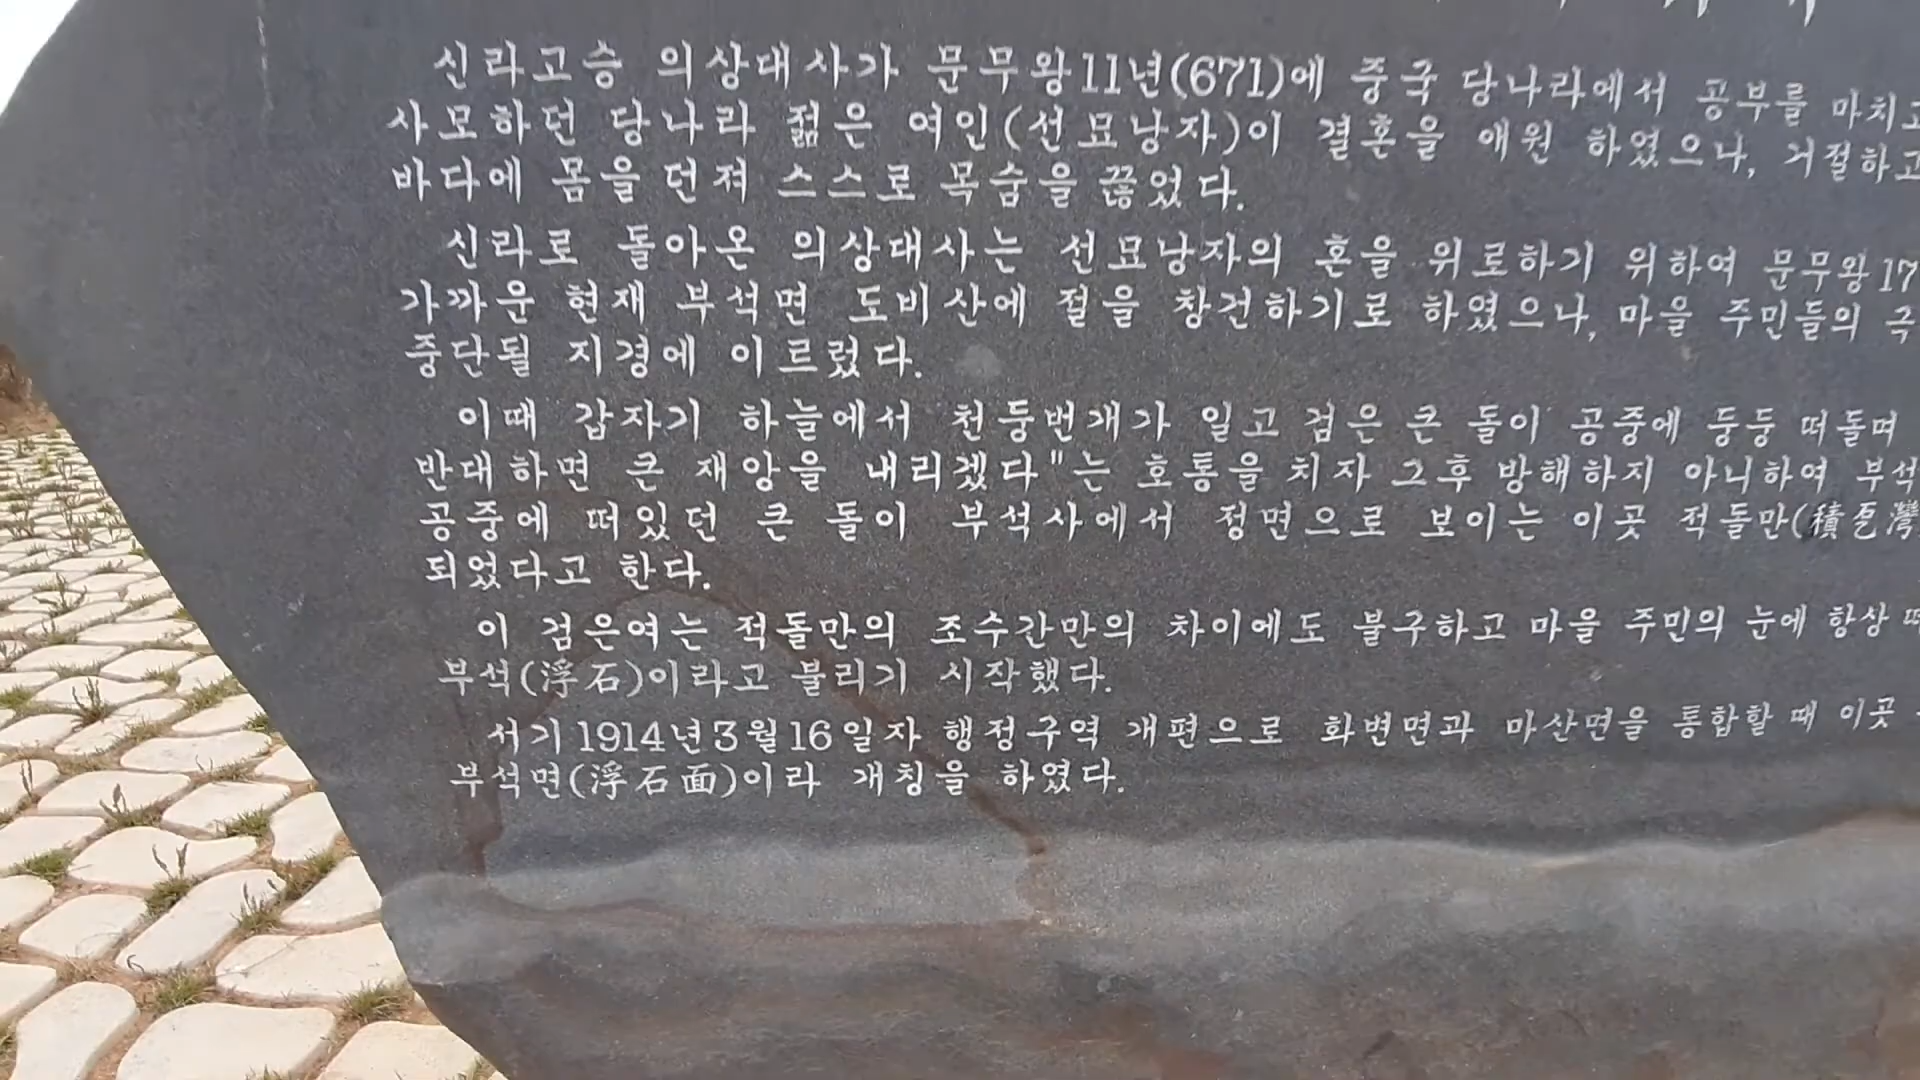 신라고승 의상대사가 문무왕11년(671)에 중국 당나라에서 공부를 마치고
사모하던 당나라 젊은 여인(선묘낭자)이 결혼을 애원 하였으나, 거절하고
바다에 몸을 던져 스스로 목숨을 끊었다.
신라로 돌아온 의상대사는 선묘낭자의 혼을 위로하기 위하여 문무왕17
가까운 현재 부석면 도비산에 절을 창건하기로 하였으나, 마을 주민들의 극
중단될 지경에 이르렀다.
이때 갑자기 하늘에서 천둥번개가 일고 검은 큰 돌이 공중에 둥둥 떠돌며
반대하면 큰 재앙을 내리겠다"는 호통을 치자 그후 방해하지 아니하여 부석
공중에 떠있던 큰 돌이 부석사에서 정면으로 보이는 이곳 적돌만(積乭灣
되었다고 한다.
이 검은여는 적돌만의 조수간만의 차이에도 불구하고 마을 주민의 눈에 항상 떠
부석(浮石)이라고 불리기 시작했다.
서기1914년3월16일자 행정구역 개편으로 화변면과 마산면을 통합할 때 이곳
부석면(浮石面)이라 개칭을 하였다.